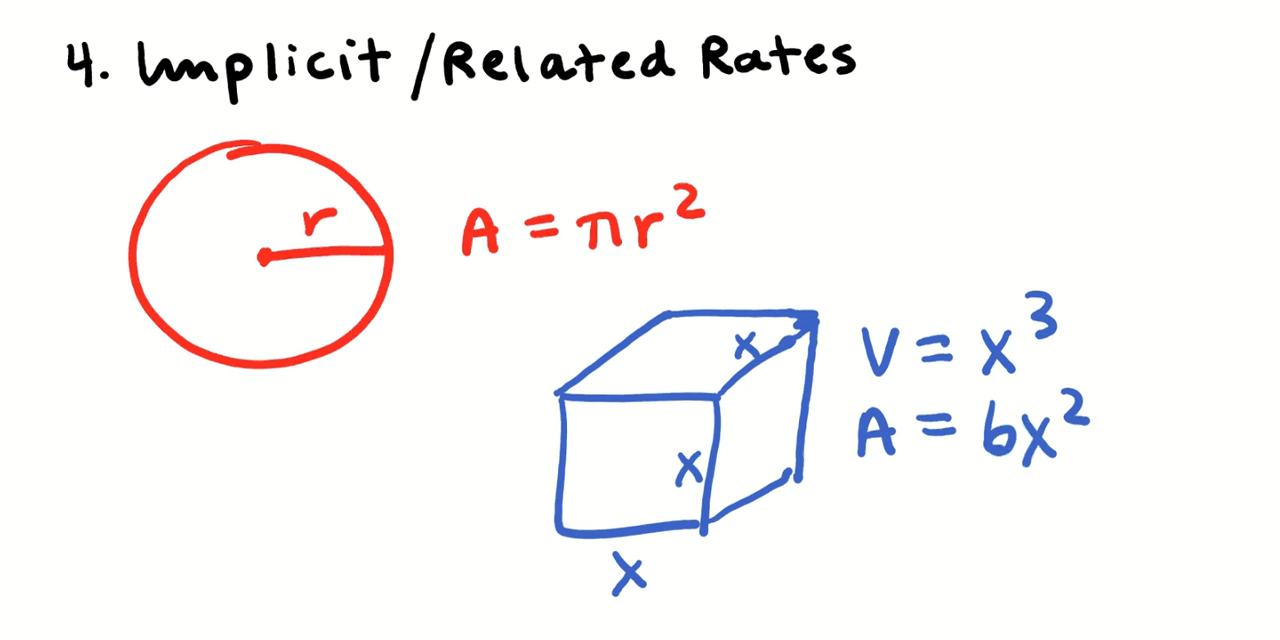 4. Implicit/Related Rates
r
A = πr²
x
V = x³
A = 6x²
x
x